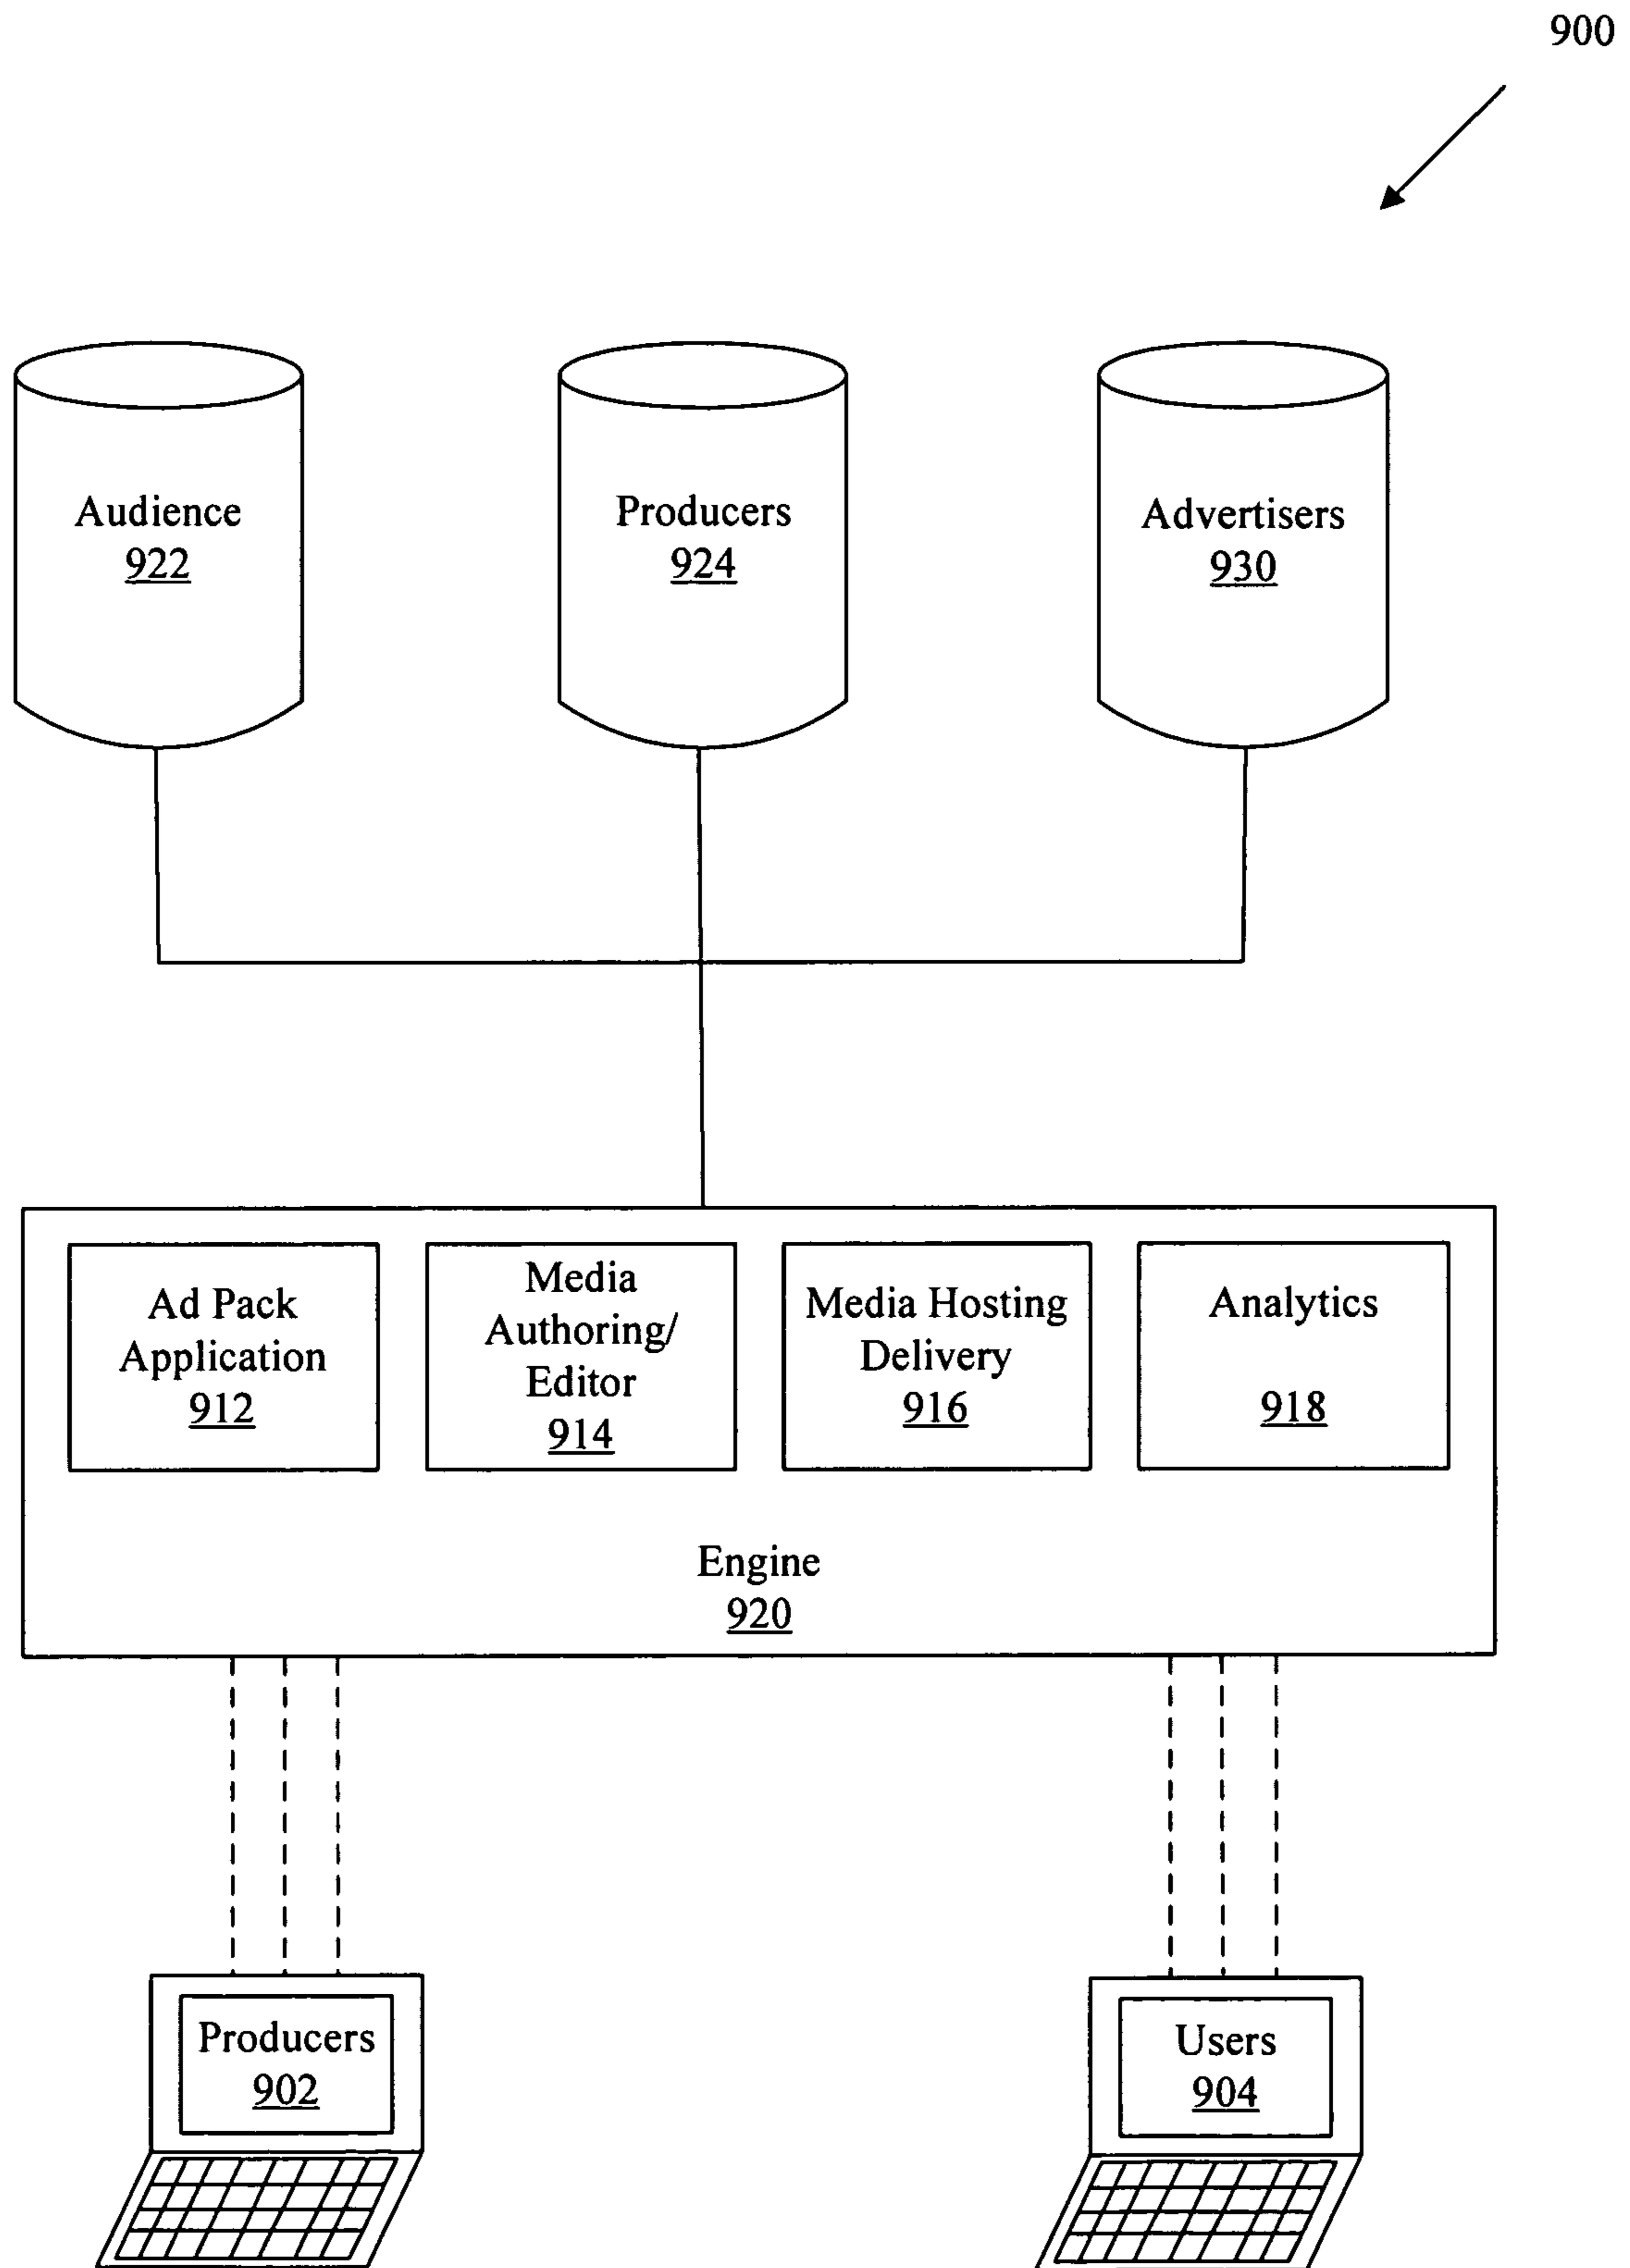 900
Audience
922
Producers
924
Advertisers
930
Ad Pack
Application
912
Media
Authoring/
Editor
914
Media Hosting
Delivery
916
Analytics
918
Engine
920
Producers
902
Users
904